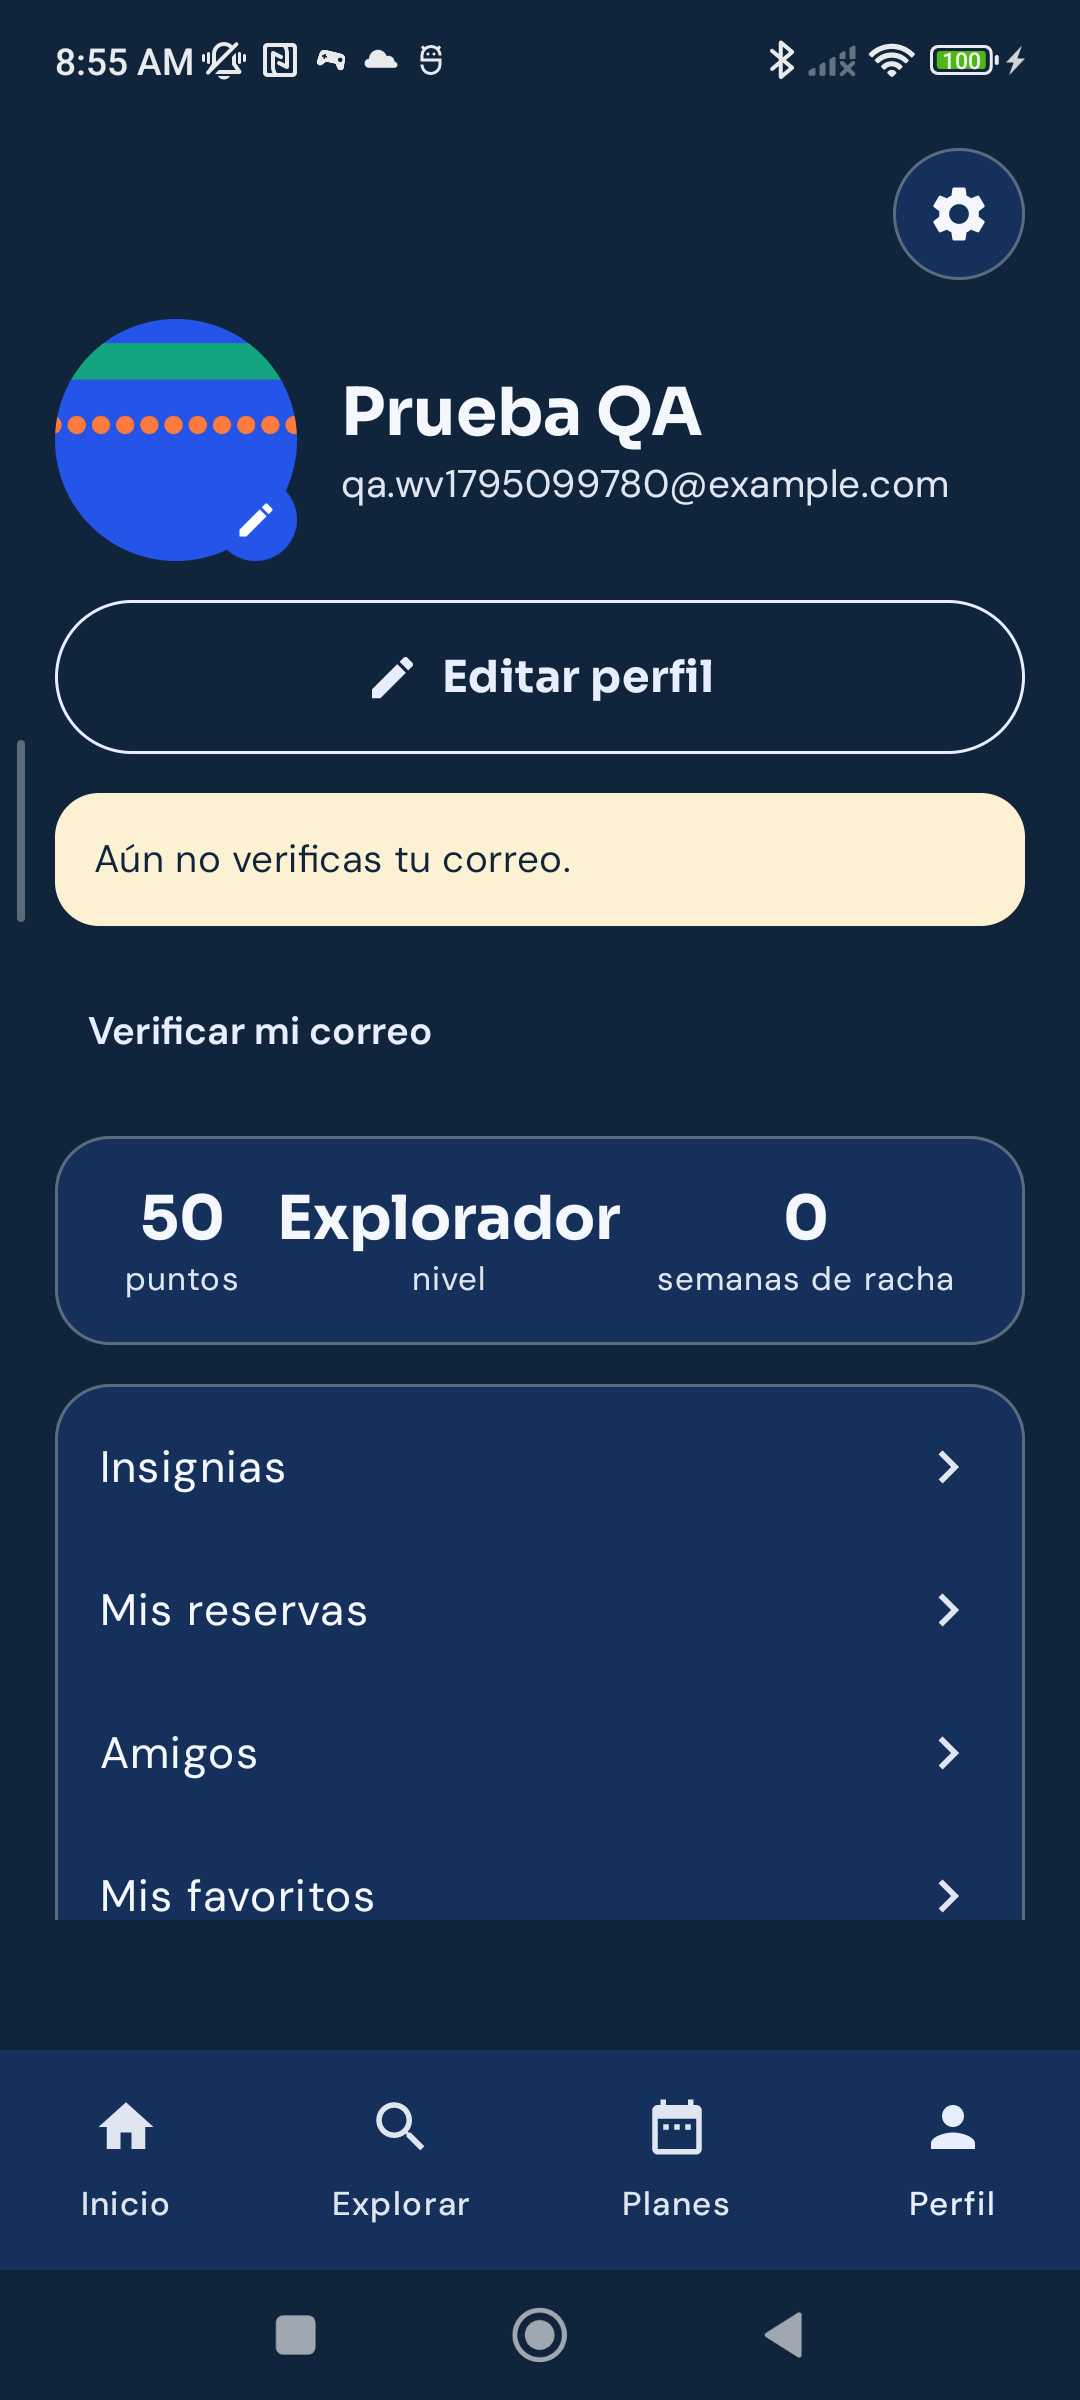 8:55 AM
100
Prueba QA
qa.wv1795099780@example.com
Editar perfil
Aún no verificas tu correo.
Verificar mi correo
50 Explorador 0
puntos nivel semanas de racha
Insignias
Mis reservas
Amigos
Mis favoritos
Inicio Explorar Planes Perfil